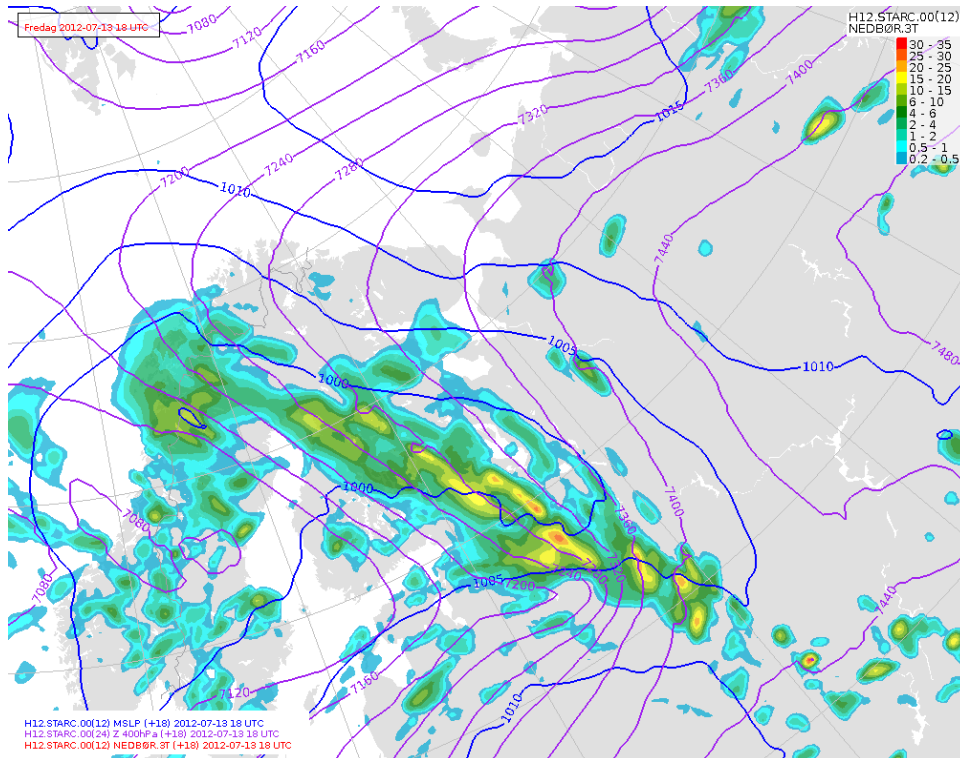 Fredag 2012-07-13 18 UTC
H12.STARC.00(12)
NEDBØR.3T
30 - 35
25 - 30
20 - 25
15 - 20
10 - 15
6 - 10
4 - 6
2 - 4
1 - 2
0.5 - 1
0.2 - 0.5
7080
7120
7160
7360
7400
1015
7320
7240
7280
7200
1010
7440
7480
1005
1010
1000
1000
7400
7360
7080
7080
1005
7200
7240
7280
7440
7160
7120
1010
H12.STARC.00(12) MSLP (+18) 2012-07-13 18 UTC
H12.STARC.00(24) Z 400hPa (+18) 2012-07-13 18 UTC
H12.STARC.00(12) NEDBØR.3T (+18) 2012-07-13 18 UTC